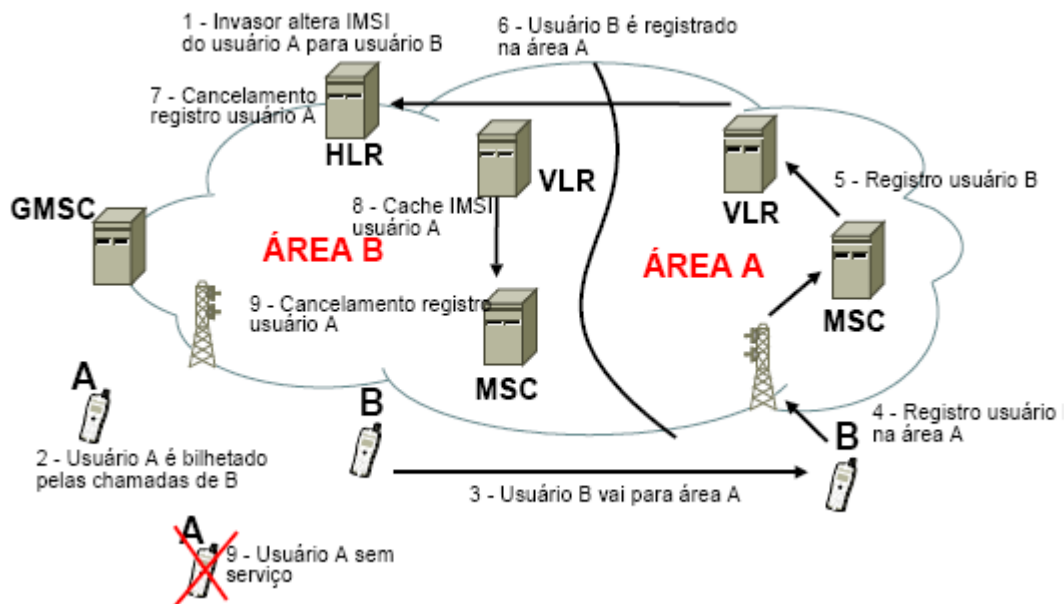 1 - Invasor altera IMSI
do usuário A para usuário B
6 - Usuário B é registrado
na área A
7 - Cancelamento
registro usuário A
HLR
VLR
VLR
5 - Registro usuário B
GMSC
8 - Cache IMSI
usuário A
ÁREA B
ÁREA A
9 - Cancelamento registro
usuário A
MSC
MSC
A
B
B
4 - Registro usuário
na área A
2 - Usuário A é bilhetado
pelas chamadas de B
3 - Usuário B vai para área A
A
9 - Usuário A sem
serviço